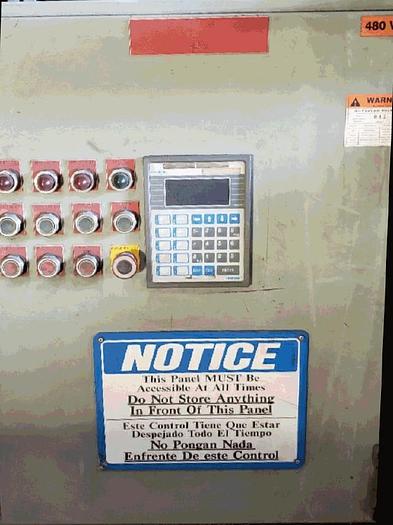 480 V
WARN
NOTICE
This Panel MUST Be
Accessible At All Times
Do Not Store Anything
In Front Of This Panel
Este Control Tiene Que Estar
Despejado Todo El Tiempo
No Pongan Nada
Enfrente De este Control